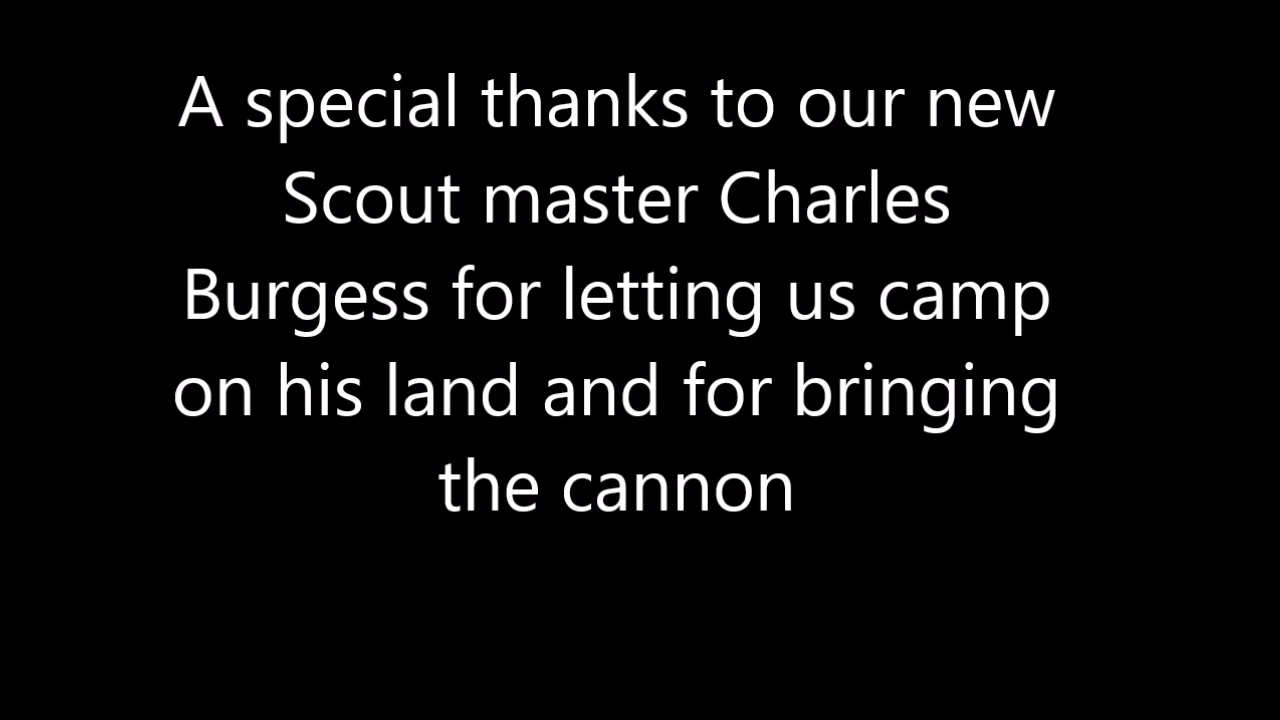 A special thanks to our new
Scout master Charles
Burgess for letting us camp
on his land and for bringing
the cannon